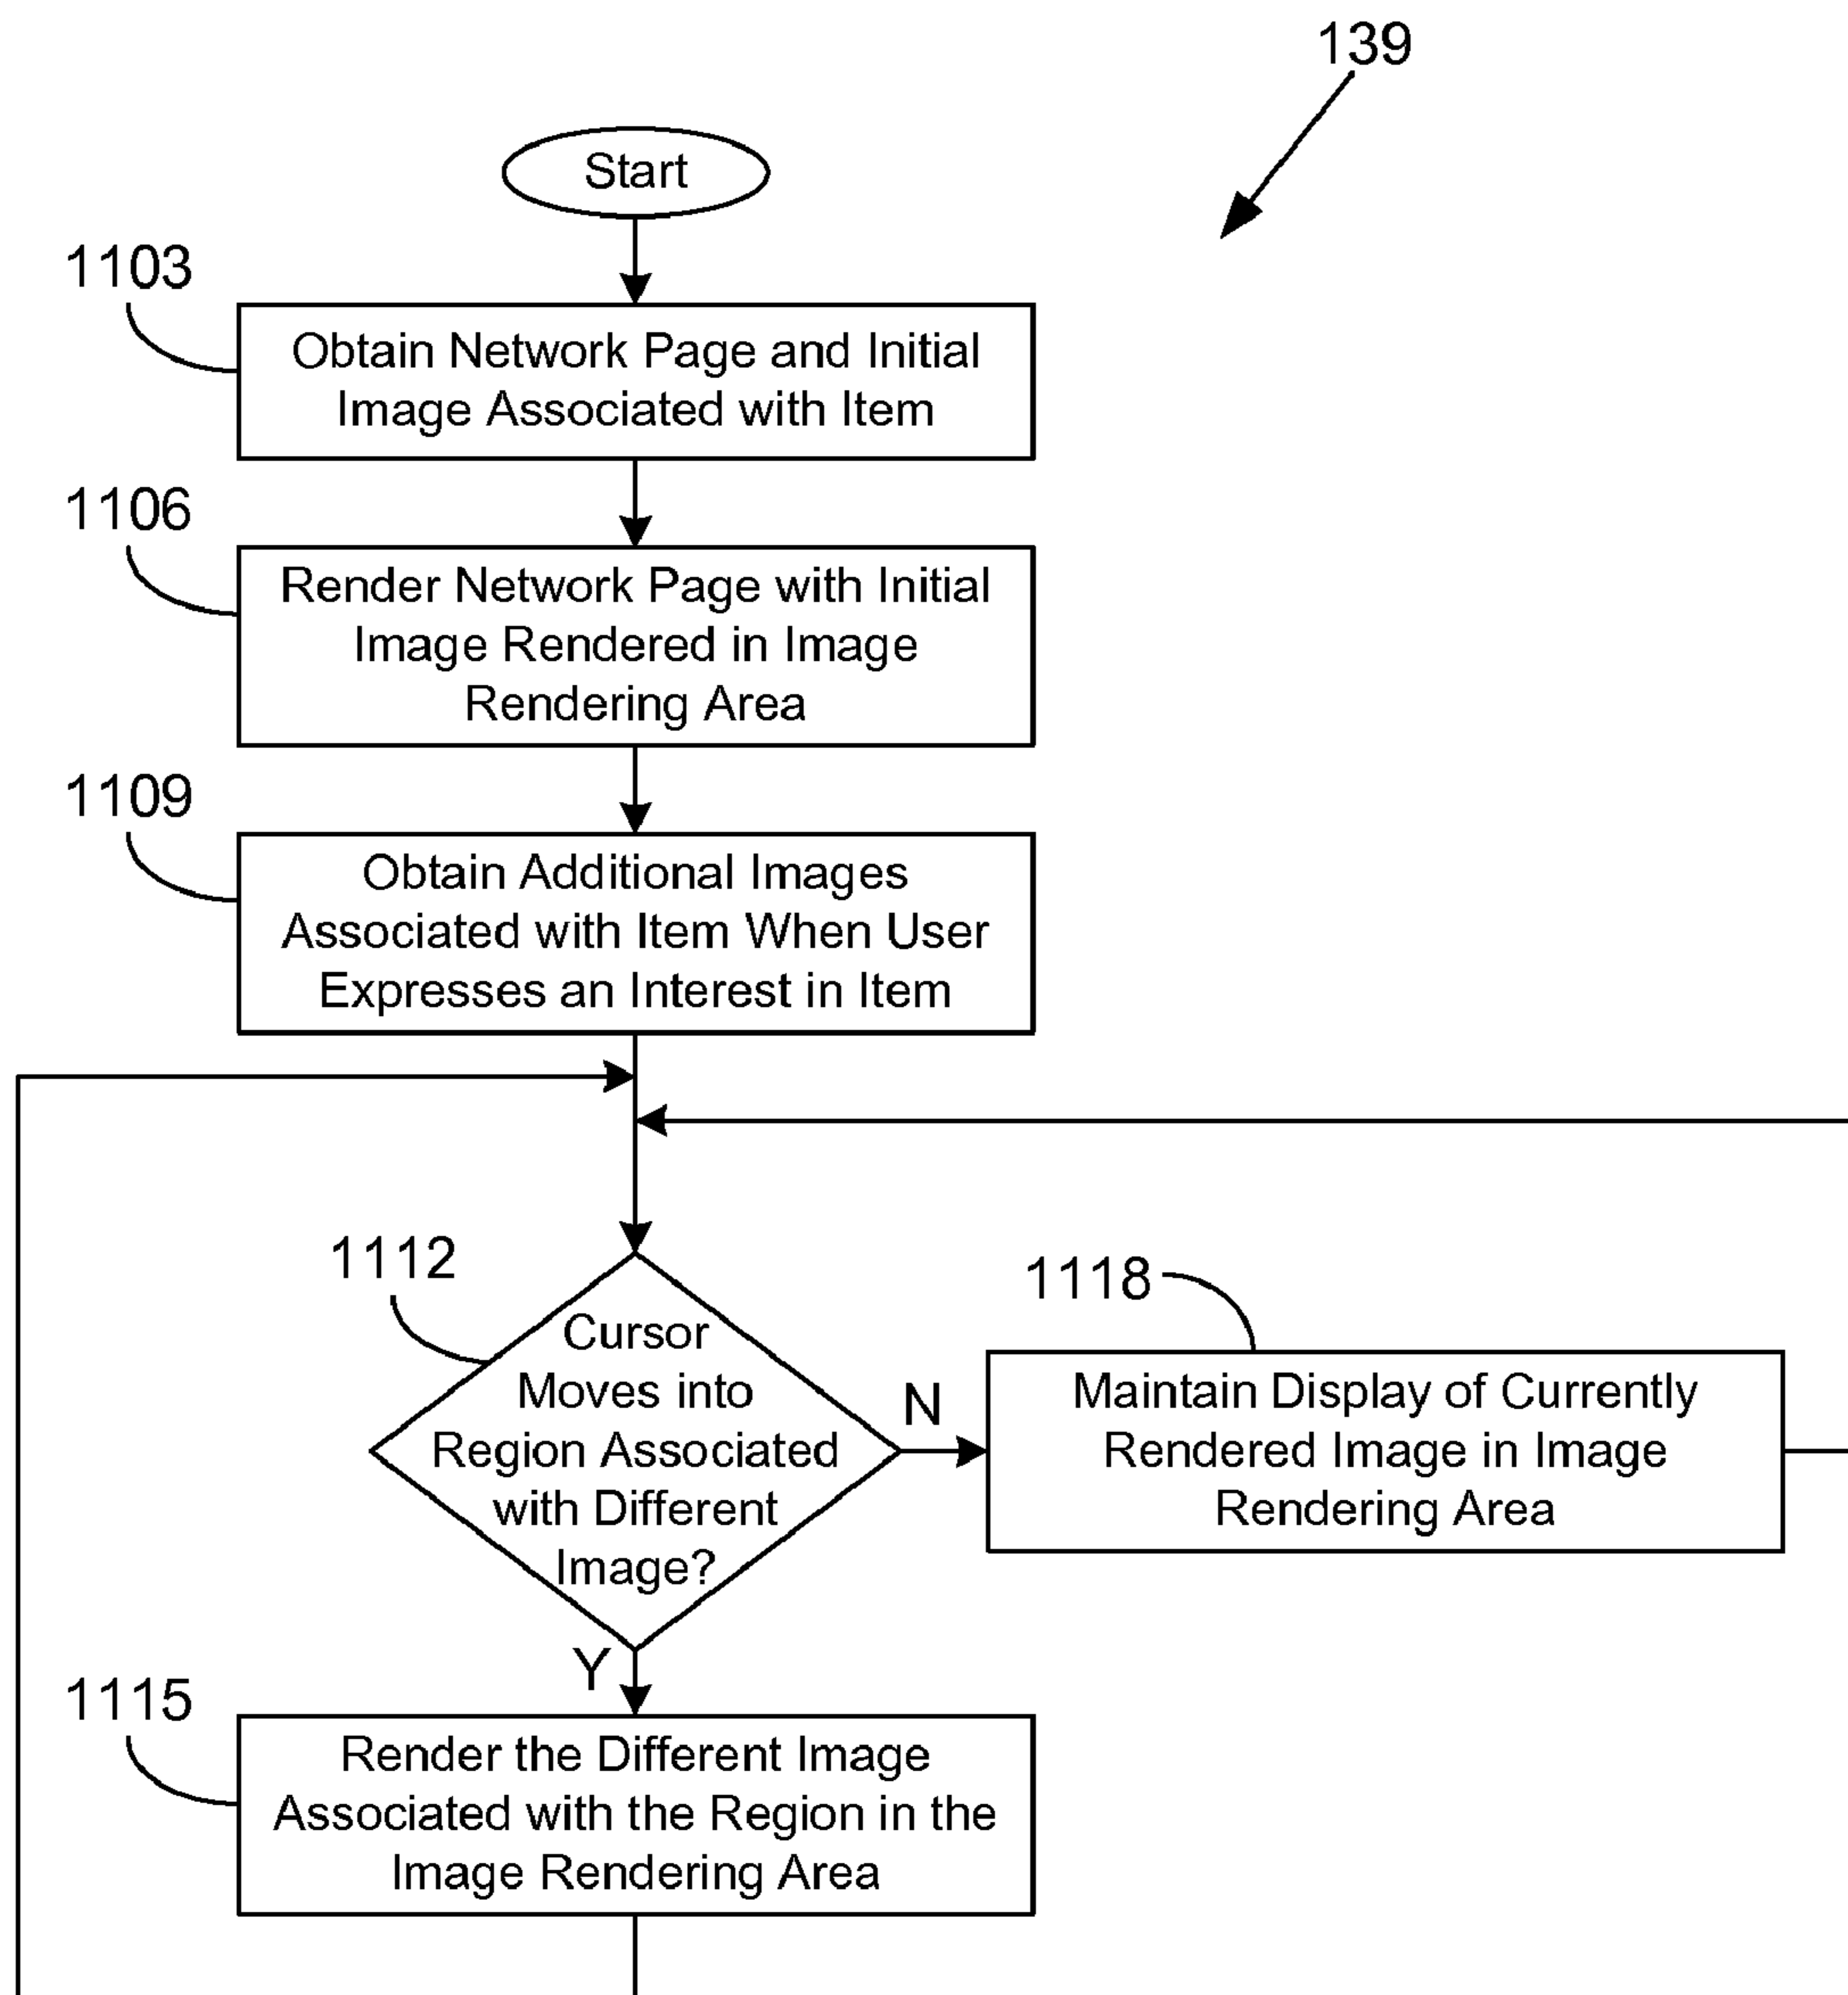 139
Start
1103
Obtain Network Page and Initial
Image Associated with Item
1106
Render Network Page with Initial
Image Rendered in Image
Rendering Area
1109
Obtain Additional Images
Associated with Item When User
Expresses an Interest in Item
1112
Cursor
Moves into
Region Associated
with Different
Image?
N
1118
Maintain Display of Currently
Rendered Image in Image
Rendering Area
Y
1115
Render the Different Image
Associated with the Region in the
Image Rendering Area